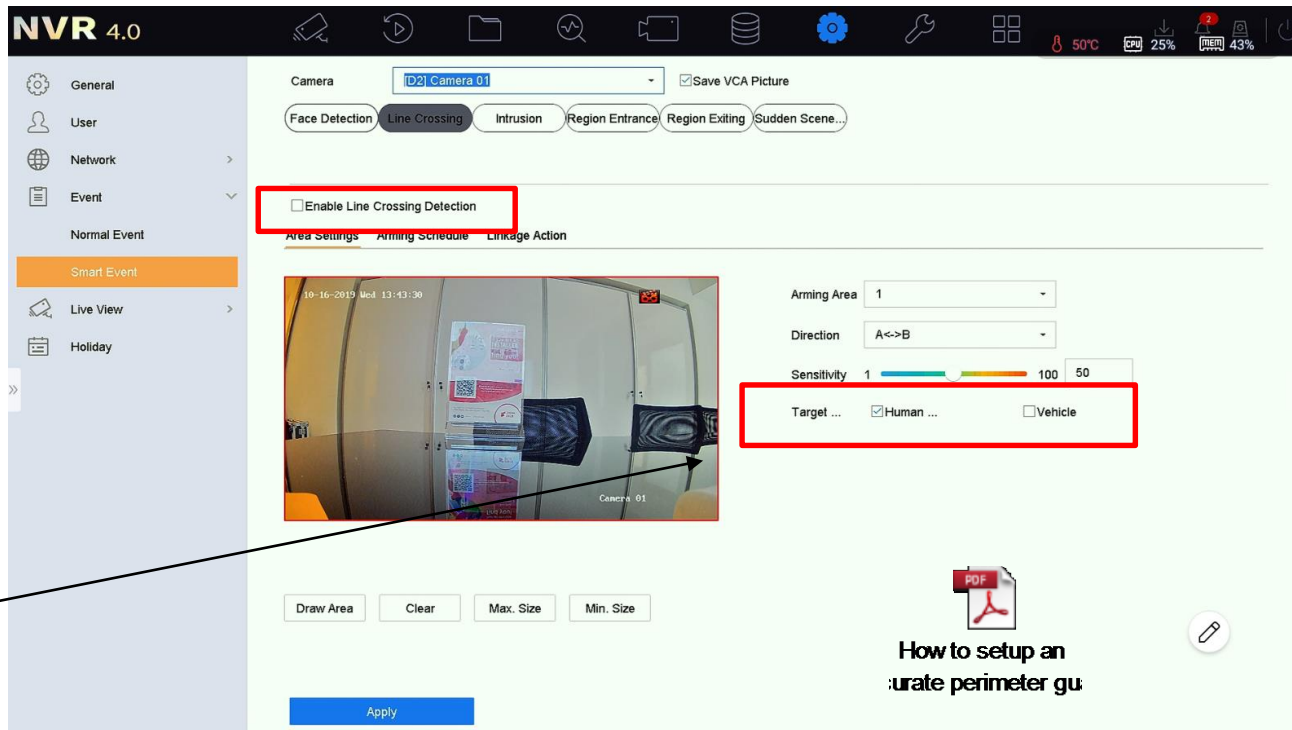 NVR 4.0
50°C CPU 25% 2 MEM 43%
General
User
Network
Event
Normal Event
Smart Event
Live View
Holiday
Camera [D2] Camera 01 Save VCA Picture
Face Detection Line Crossing Intrusion Region Entrance Region Exiting Sudden Scene...
Enable Line Crossing Detection
Area Settings Arming Schedule Linkage Action
10-16-2019 Wed 13:43:30
Camera 01
Arming Area 1
Direction A<->B
Sensitivity 1 100 50
Target ... Human ... Vehicle
Draw Area Clear Max. Size Min. Size
PDF
How to setup an
urate perimeter gu
Apply